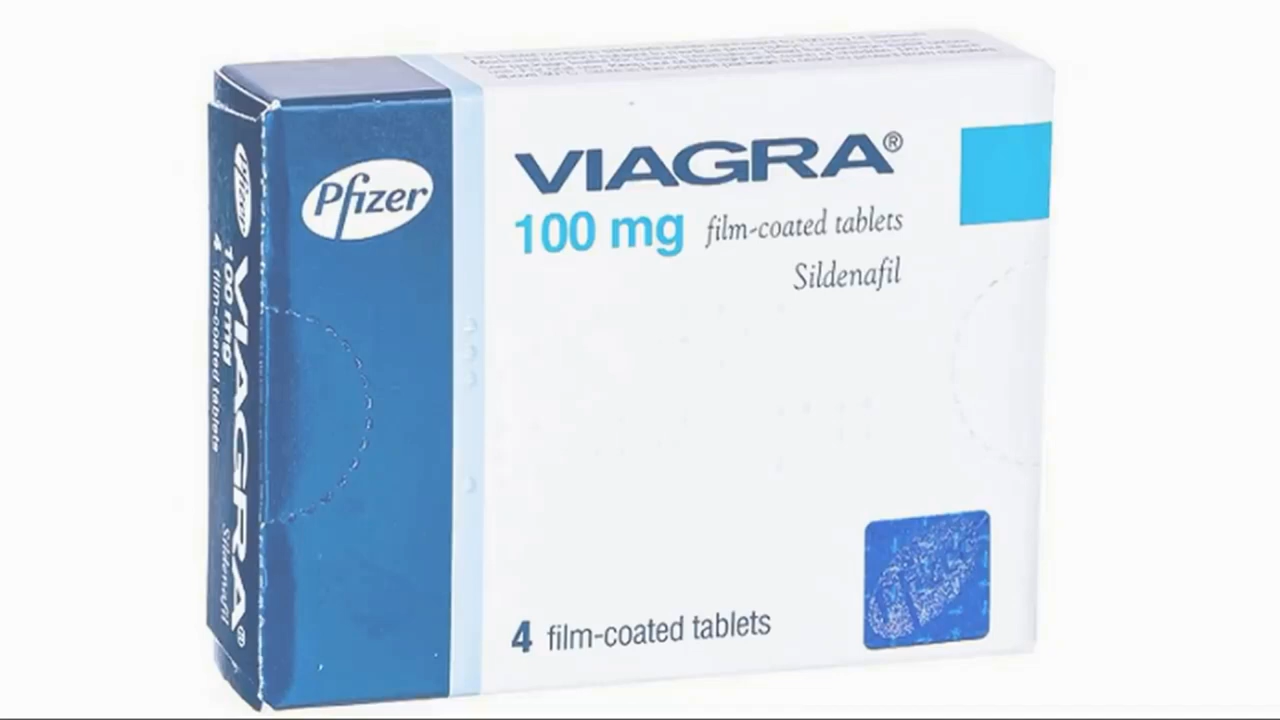 Pfizer
VIAGRA®
100 mg film-coated tablets
Sildenafil
4 film-coated tablets
Pfizer
VIAGRA®
100 mg
Sildenafil
4 film-coated tablets